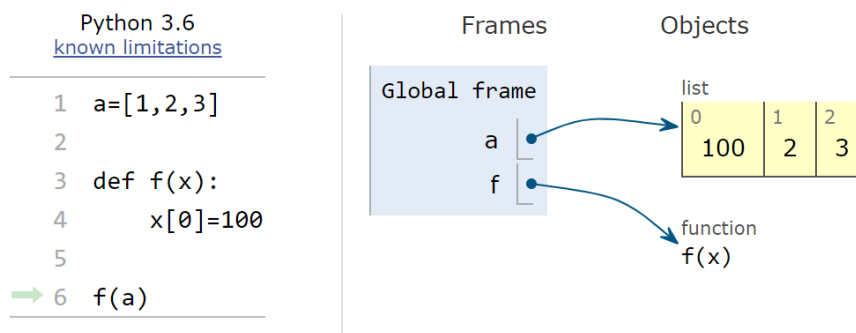 Python 3.6
known limitations
1 a=[1,2,3]
2
3 def f(x):
4     x[0]=100
5
6 f(a)
Frames
Objects
Global frame
a
f
list
0 1 2
100 2 3
function
f(x)